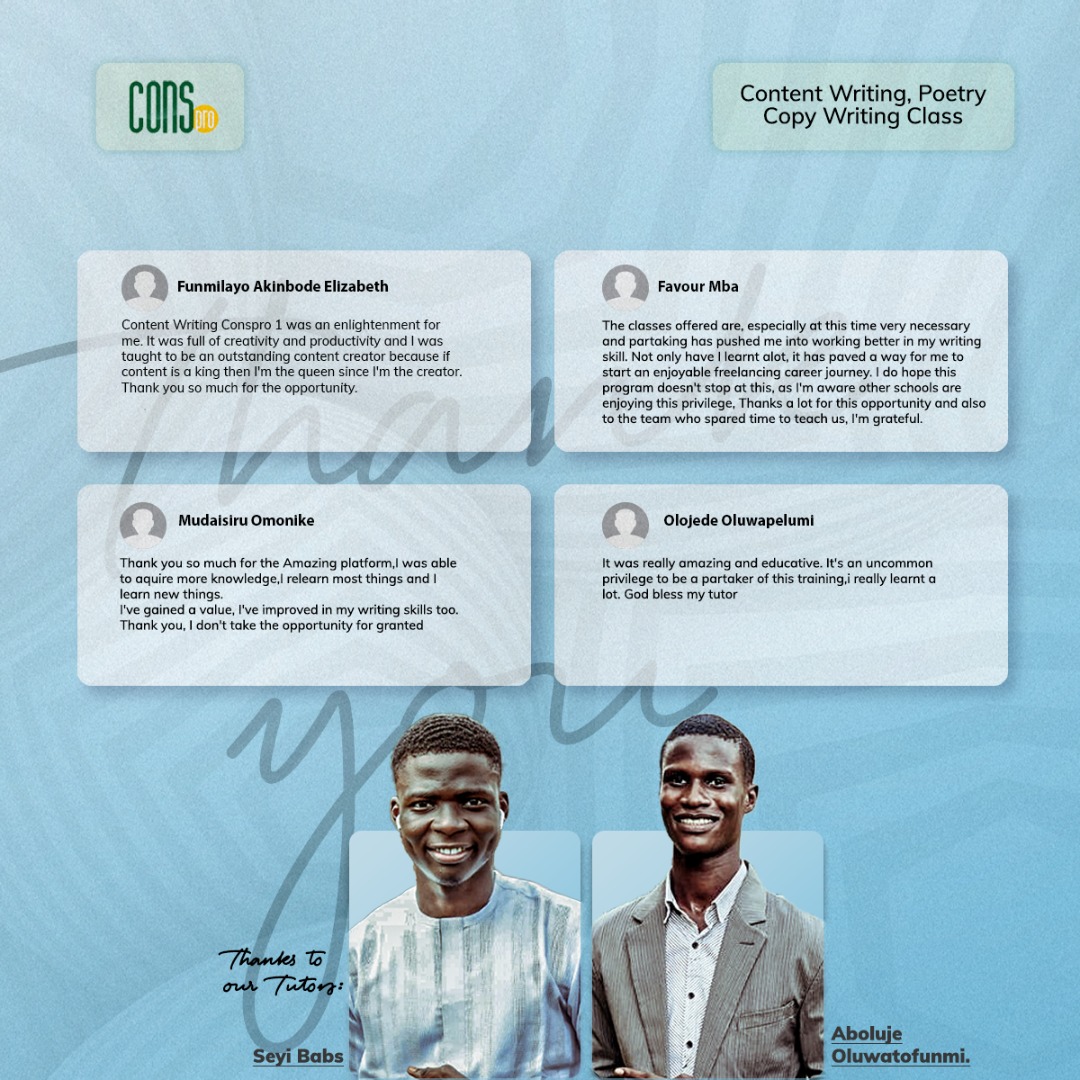 CONS
pro
Content Writing, Poetry
Copy Writing Class
Funmilayo Akinbode Elizabeth
Content Writing Conspro 1 was an enlightenment for
me. It was full of creativity and productivity and I was
taught to be an outstanding content creator because if
content is a king then I'm the queen since I'm the creator.
Thank you so much for the opportunity.
Favour Mba
The classes offered are, especially at this time very necessary
and partaking has pushed me into working better in my writing
skill. Not only have I learnt alot, it has paved a way for me to
start an enjoyable freelancing career journey. I do hope this
program doesn't stop at this, as I'm aware other schools are
enjoying this privilege, Thanks a lot for this opportunity and also
to the team who spared time to teach us, I'm grateful.
Mudaisiru Omonike
Thank you so much for the Amazing platform,I was able
to aquire more knowledge,I relearn most things and I
learn new things.
I've gained a value, I've improved in my writing skills too.
Thank you, I don't take the opportunity for granted
Olojede Oluwapelumi
It was really amazing and educative. It's an uncommon
privilege to be a partaker of this training,i really learnt a
lot. God bless my tutor
Thank
you
Thanks to
our Tutors:
Seyi Babs
Aboluje
Oluwatofunmi.